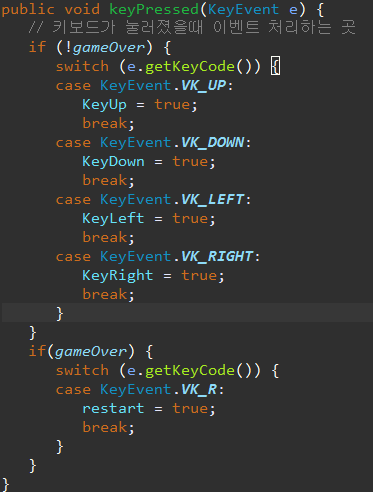 public void keyPressed(KeyEvent e) {
// 키보드가 눌러졌을때 이벤트 처리하는 곳
if (!gameOver) {
switch (e.getKeyCode()) {
case KeyEvent.VK_UP:
KeyUp = true;
break;
case KeyEvent.VK_DOWN:
KeyDown = true;
break;
case KeyEvent.VK_LEFT:
KeyLeft = true;
break;
case KeyEvent.VK_RIGHT:
KeyRight = true;
break;
}
}
if(gameOver) {
switch (e.getKeyCode()) {
case KeyEvent.VK_R:
restart = true;
break;
}
}
}